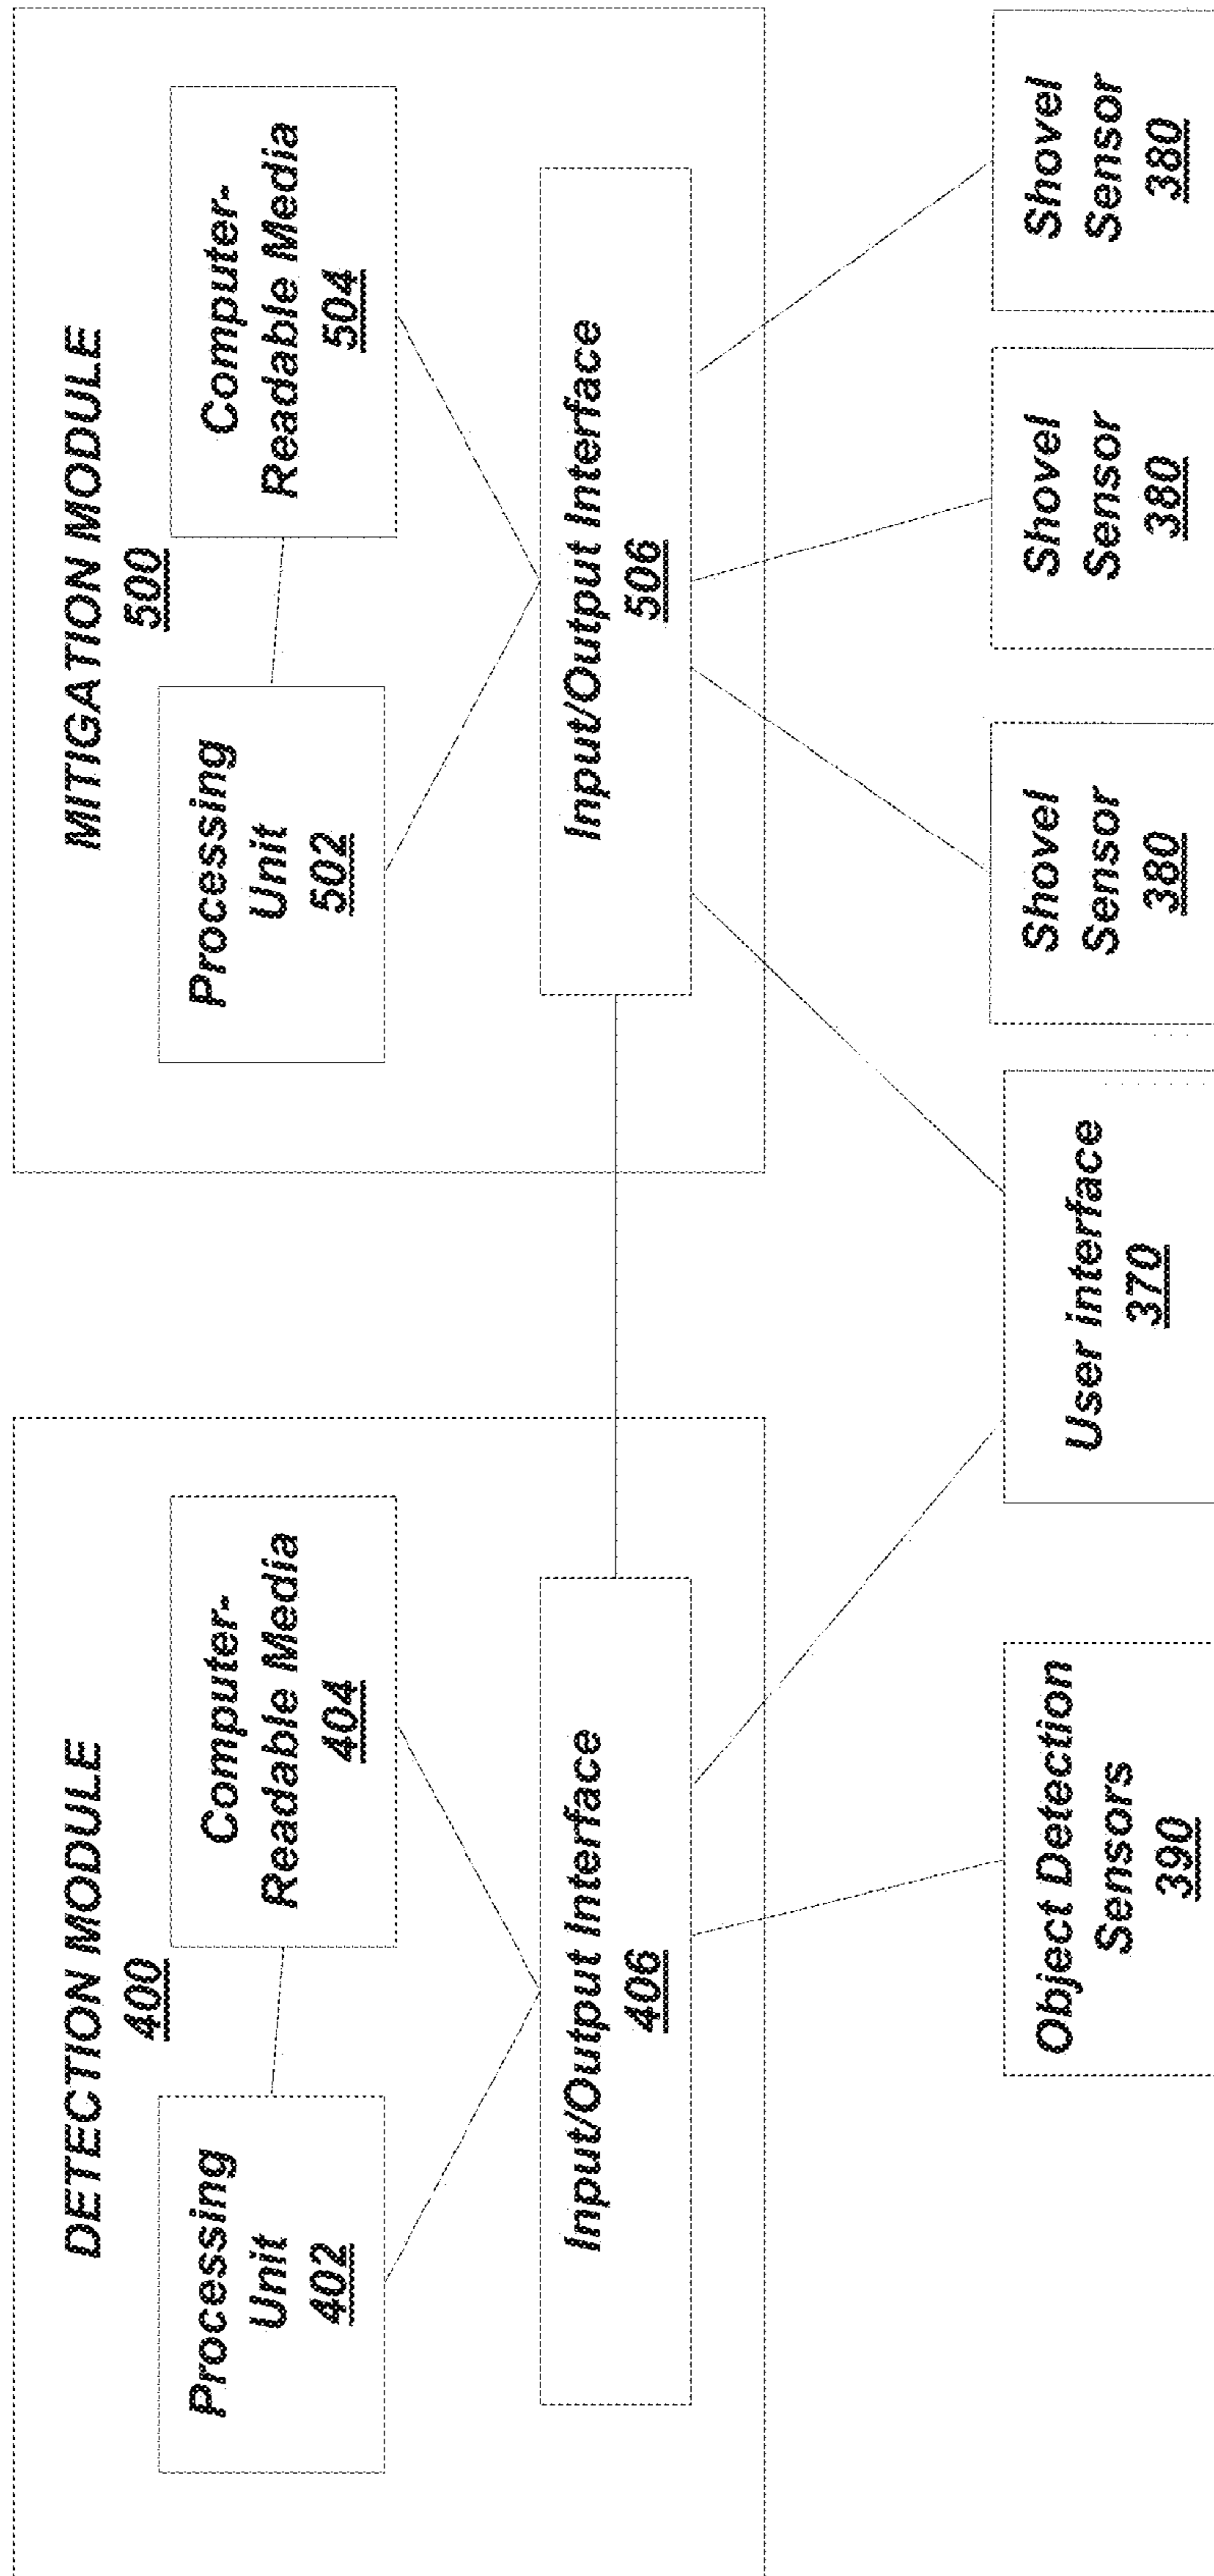 DETECTION MODULE
400
Processing
Unit
402
Computer-
Readable Media
404
Input/Output Interface
406
MITIGATION MODULE
500
Processing
Unit
502
Computer-
Readable Media
504
Input/Output Interface
506
Object Detection
Sensors
390
User Interface
370
Shovel
Sensor
380
Shovel
Sensor
380
Shovel
Sensor
380